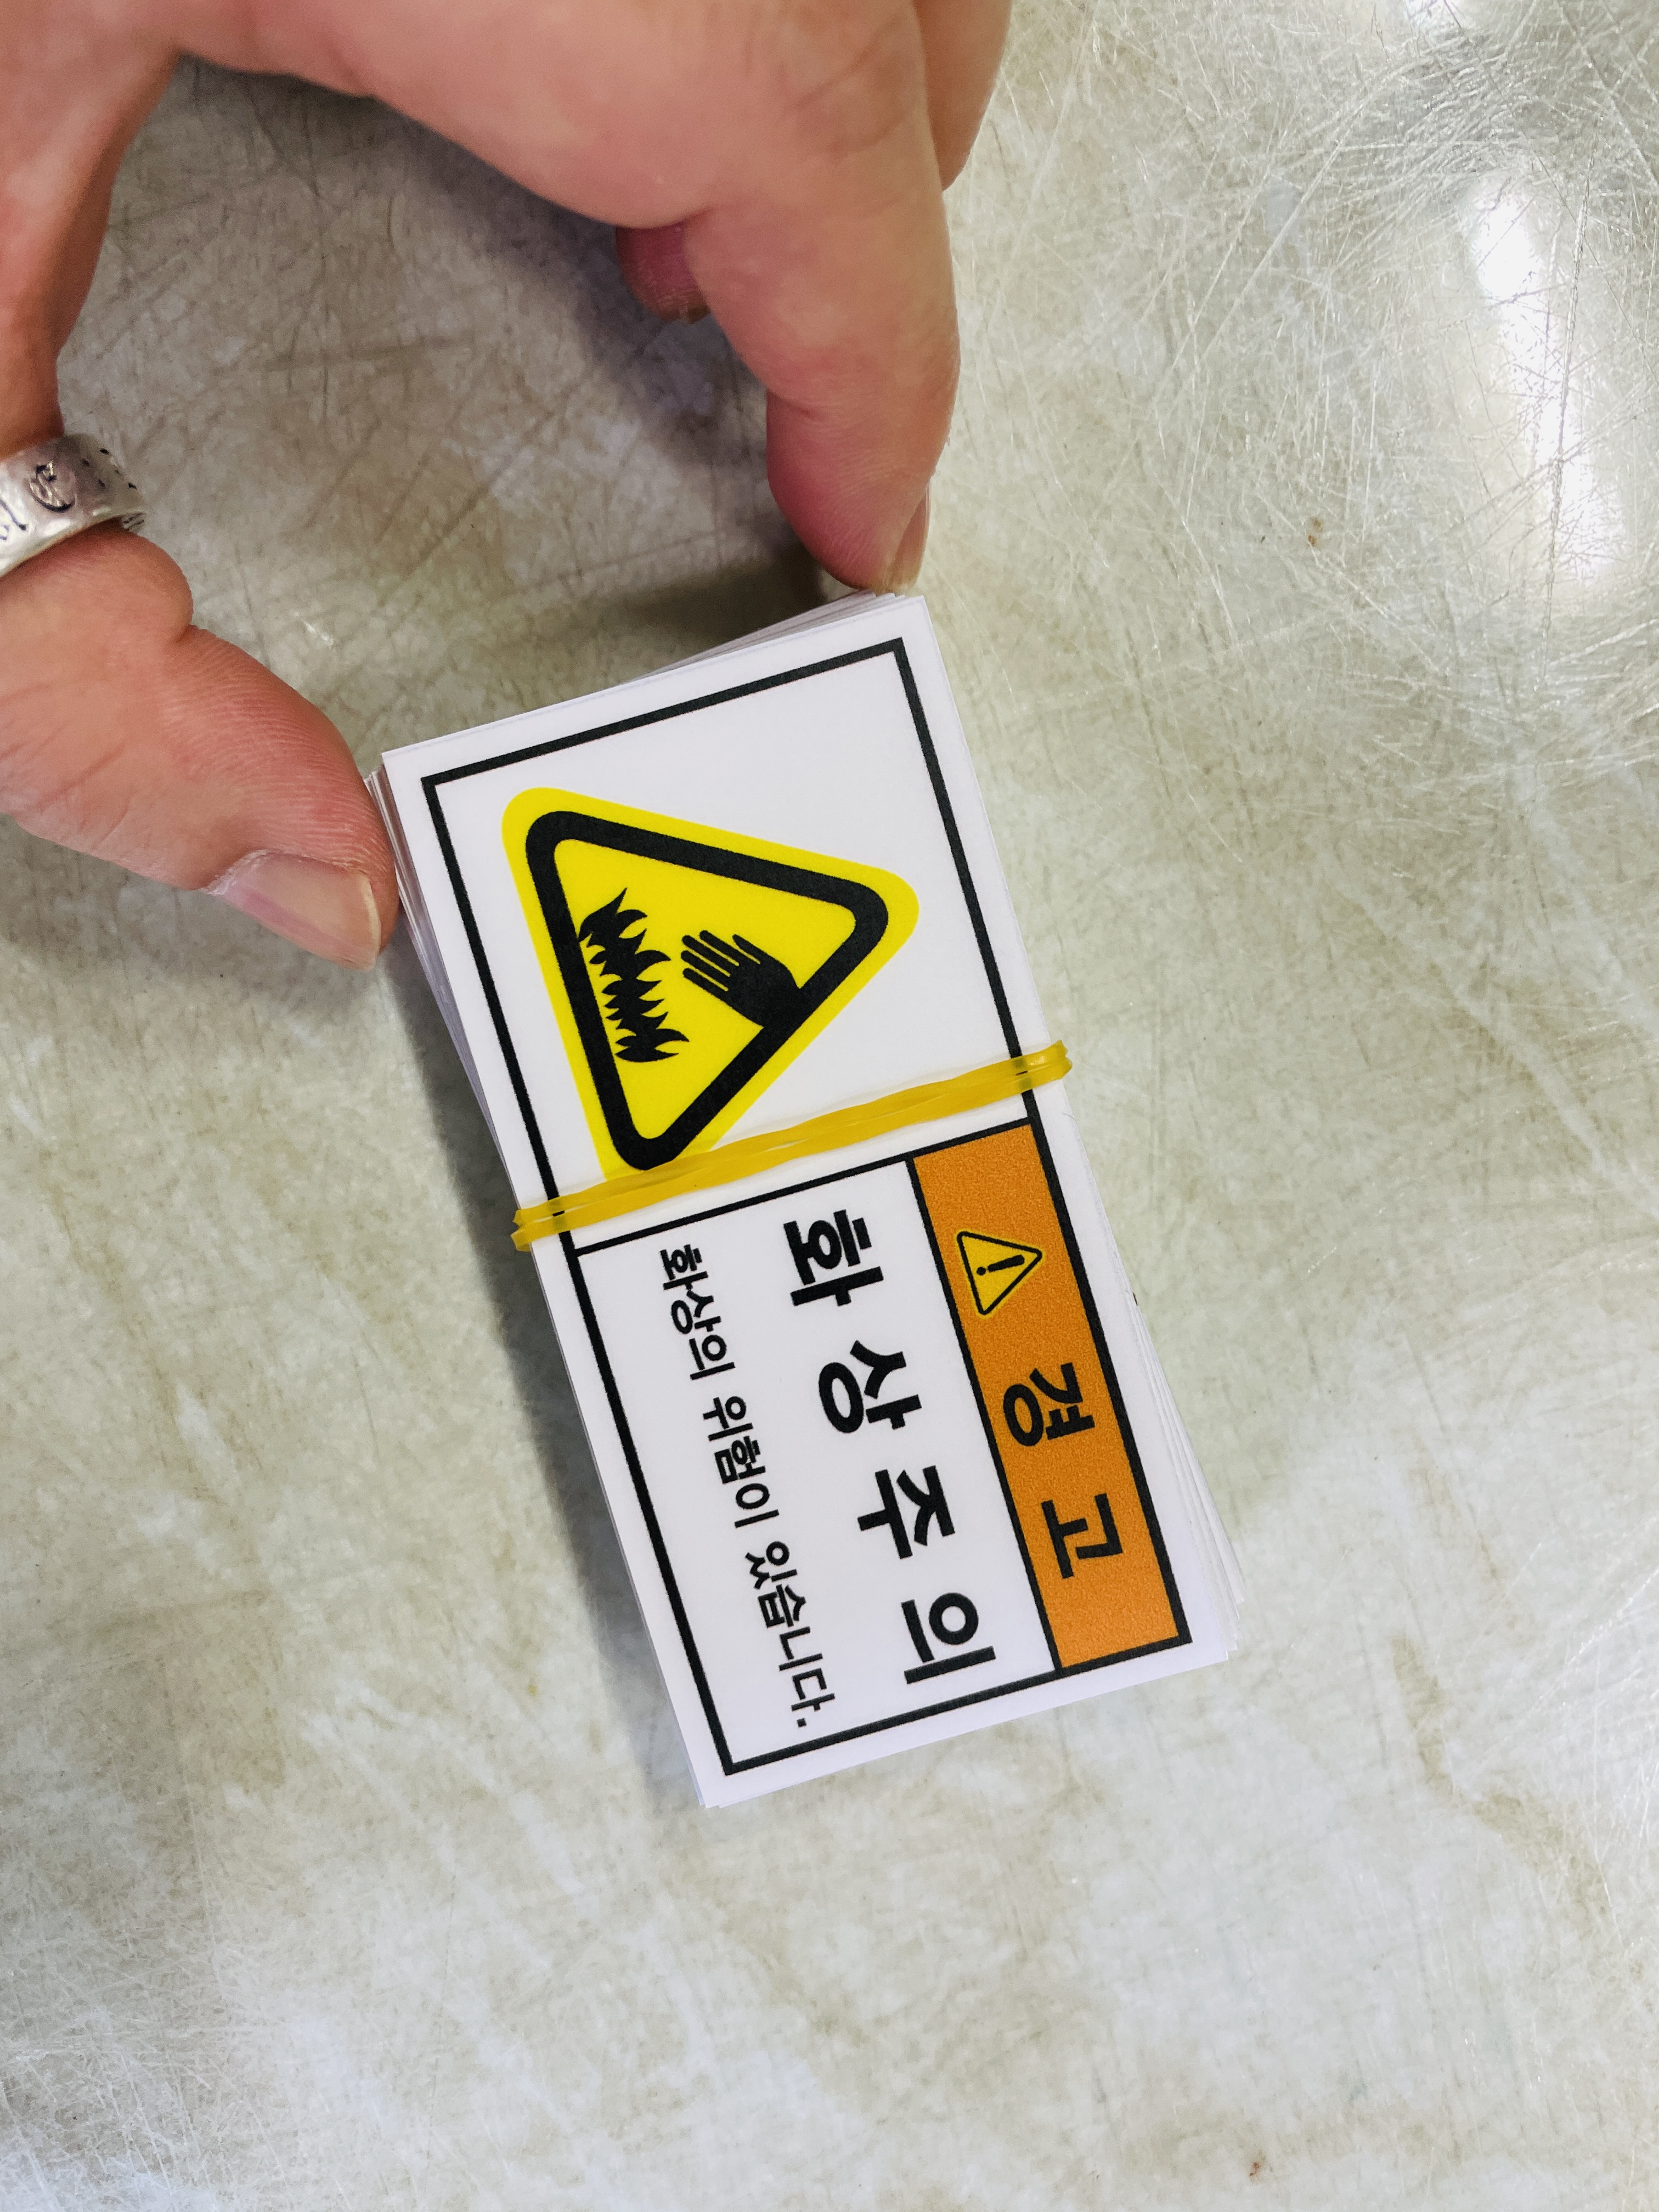 경고
화상주의
화상의 위험이 있습니다.